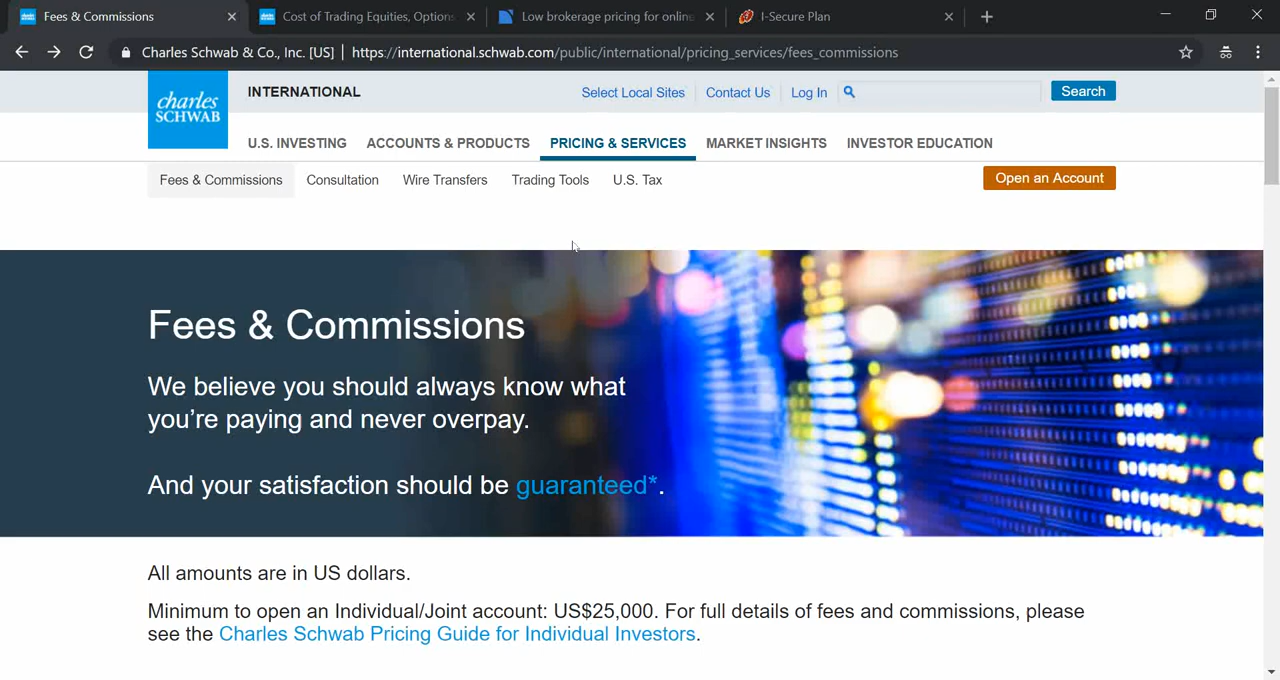 Fees & Commissions
Cost of Trading Equities, Options
Low brokerage pricing for online
I-Secure Plan
Charles Schwab & Co., Inc. [US]
https://international.schwab.com/public/international/pricing_services/fees_commissions
charles
SCHWAB
INTERNATIONAL
Select Local Sites
Contact Us
Log In
Search
U.S. INVESTING
ACCOUNTS & PRODUCTS
PRICING & SERVICES
MARKET INSIGHTS
INVESTOR EDUCATION
Fees & Commissions
Consultation
Wire Transfers
Trading Tools
U.S. Tax
Open an Account
Fees & Commissions
We believe you should always know what
you’re paying and never overpay.
And your satisfaction should be guaranteed*.
All amounts are in US dollars.
Minimum to open an Individual/Joint account: US$25,000. For full details of fees and commissions, please
see the Charles Schwab Pricing Guide for Individual Investors.